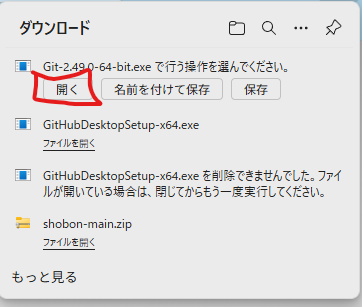 ダウンロード
Git-2.49.0-64-bit.exe で行う操作を選んでください。
開く 名前を付けて保存 保存
GitHubDesktopSetup-x64.exe
ファイルを開く
GitHubDesktopSetup-x64.exe を削除できませんでした。ファ
イルが開いている場合は、閉じてからもう一度実行してください。
shobon-main.zip
ファイルを開く
もっと見る